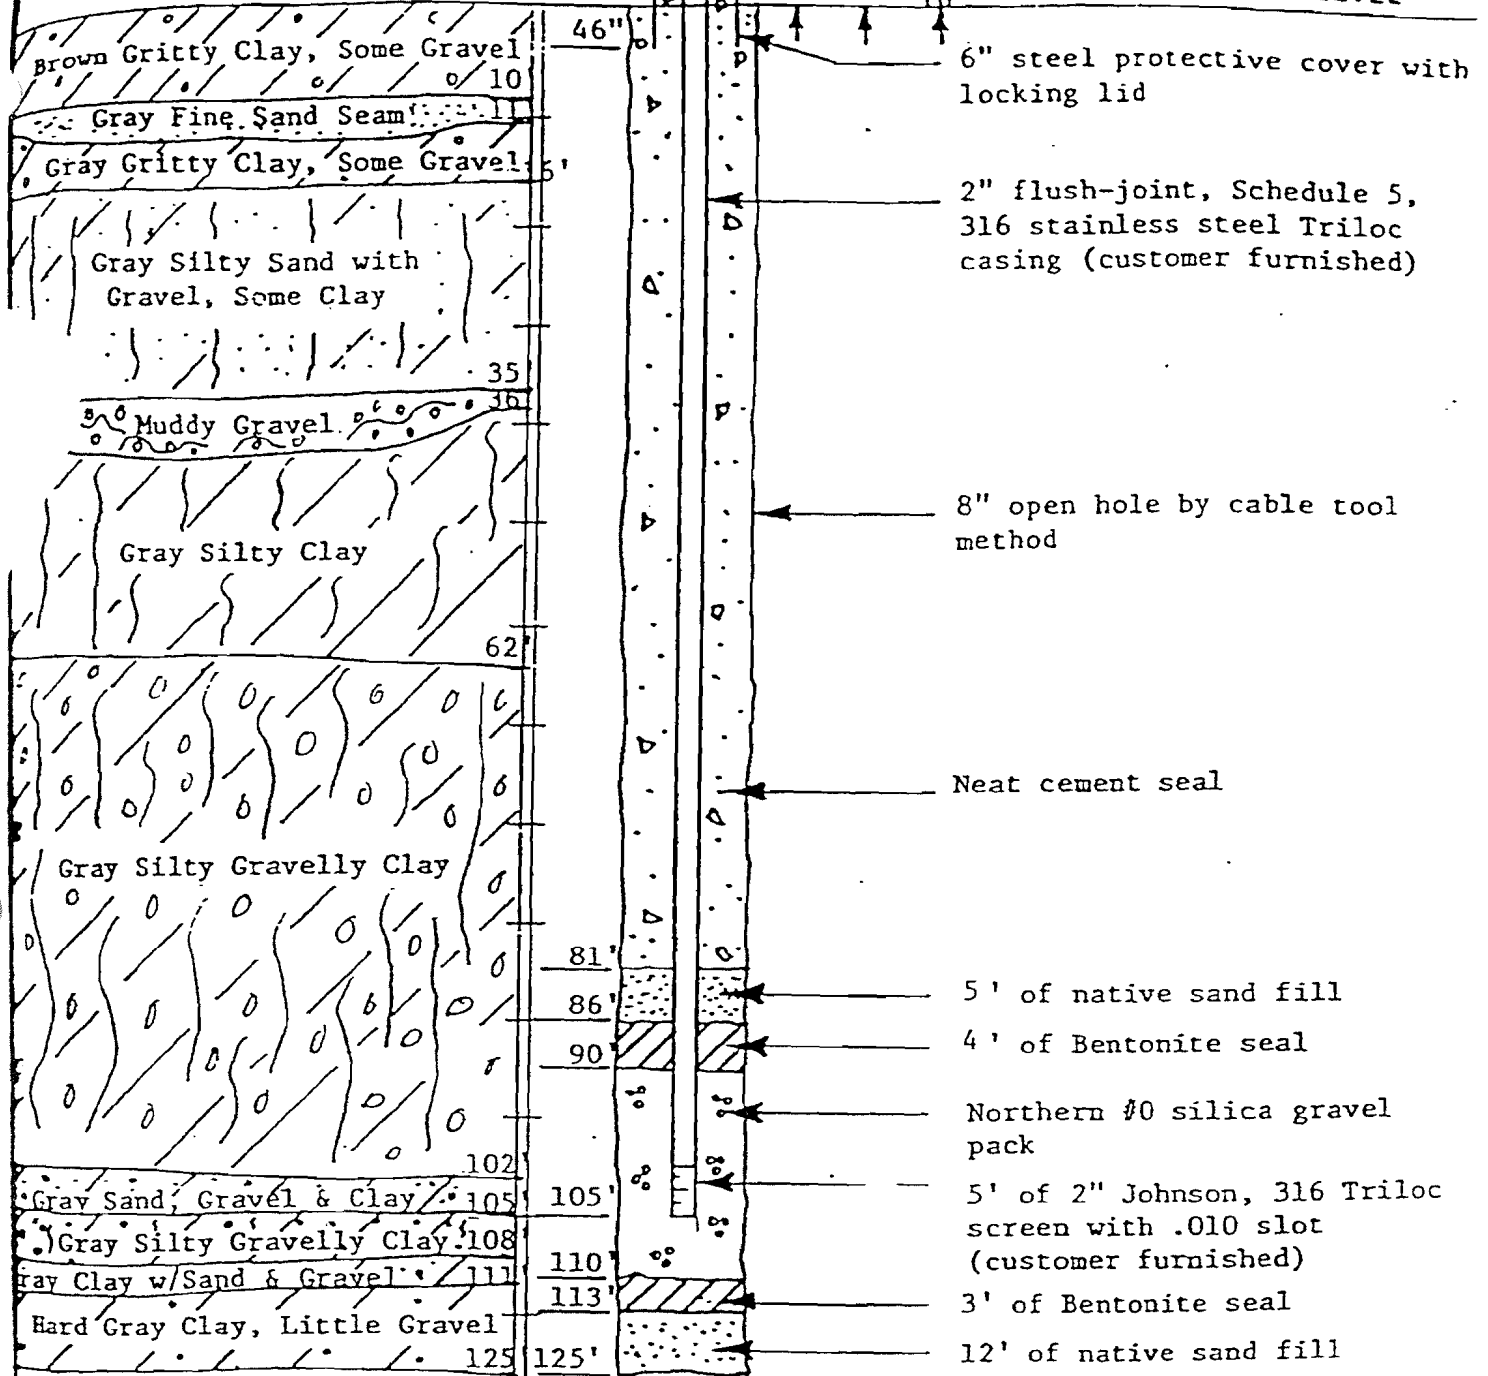 46"
Brown Gritty Clay, Some Gravel
10
Gray Fine Sand Seam
11
Gray Gritty Clay, Some Gravel
5'
Gray Silty Sand with
Gravel, Some Clay
35
36
Muddy Gravel
Gray Silty Clay
62'
Gray Silty Gravelly Clay
102'
Gray Sand, Gravel & Clay
105'
Gray Silty Gravelly Clay
108'
ray Clay w/Sand & Gravel
111'
Hard Gray Clay, Little Gravel
125'
81'
86'
90'
105'
110'
113'
125'
6" steel protective cover with
locking lid
2" flush-joint, Schedule 5,
316 stainless steel Triloc
casing (customer furnished)
8" open hole by cable tool
method
Neat cement seal
5' of native sand fill
4' of Bentonite seal
Northern #0 silica gravel
pack
5' of 2" Johnson, 316 Triloc
screen with .010 slot
(customer furnished)
3' of Bentonite seal
12' of native sand fill